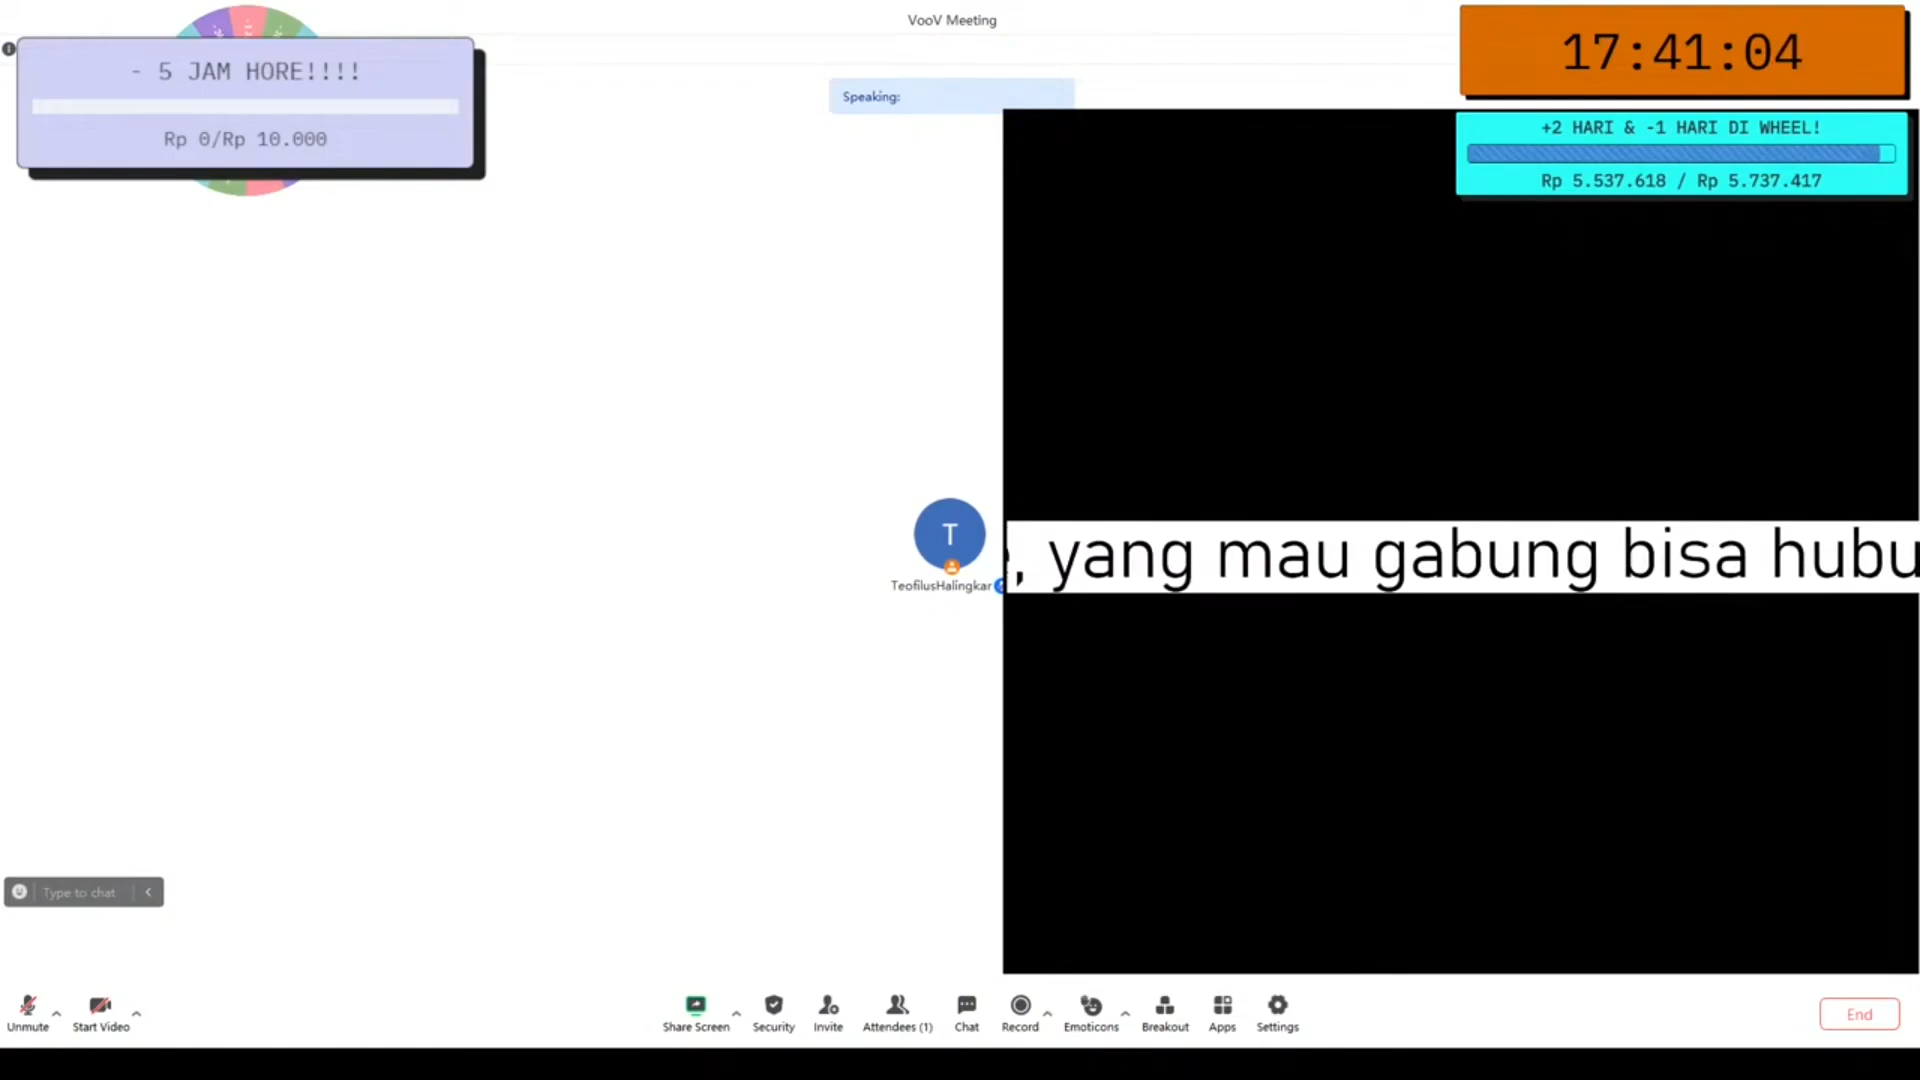 VooV Meeting
- 5 JAM HORE!!!!
Rp 0/Rp 10.000
17:41:04
Speaking:
+2 HARI & -1 HARI DI WHEEL!
Rp 5.537.618 / Rp 5.737.417
T
TeofilusHalingkar
, yang mau gabung bisa hubu
Type to chat
Unmute
Start Video
Share Screen
Security
Invite
Attendees (1)
Chat
Record
Emoticons
Breakout
Apps
Settings
End